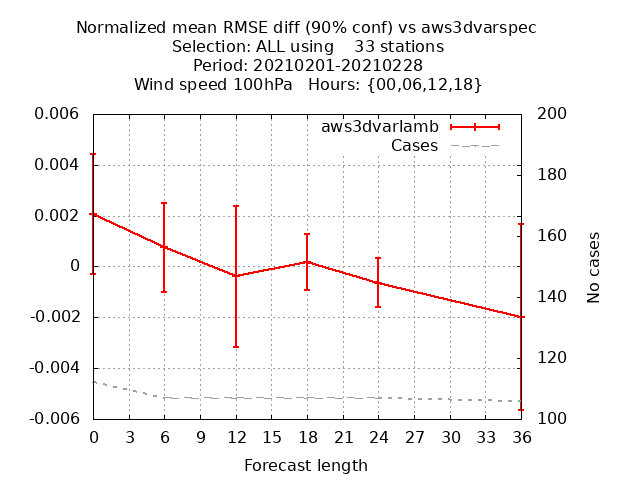 Normalized mean RMSE diff (90% conf) vs aws3dvarspec
Selection: ALL using    33 stations
Period: 20210201-20210228
Wind speed 100hPa   Hours: {00,06,12,18}
aws3dvarlamb
Cases
0.006
0.004
0.002
0
-0.002
-0.004
-0.006
200
180
160
140
120
100
No cases
0 3 6 9 12 15 18 21 24 27 30 33 36
Forecast length